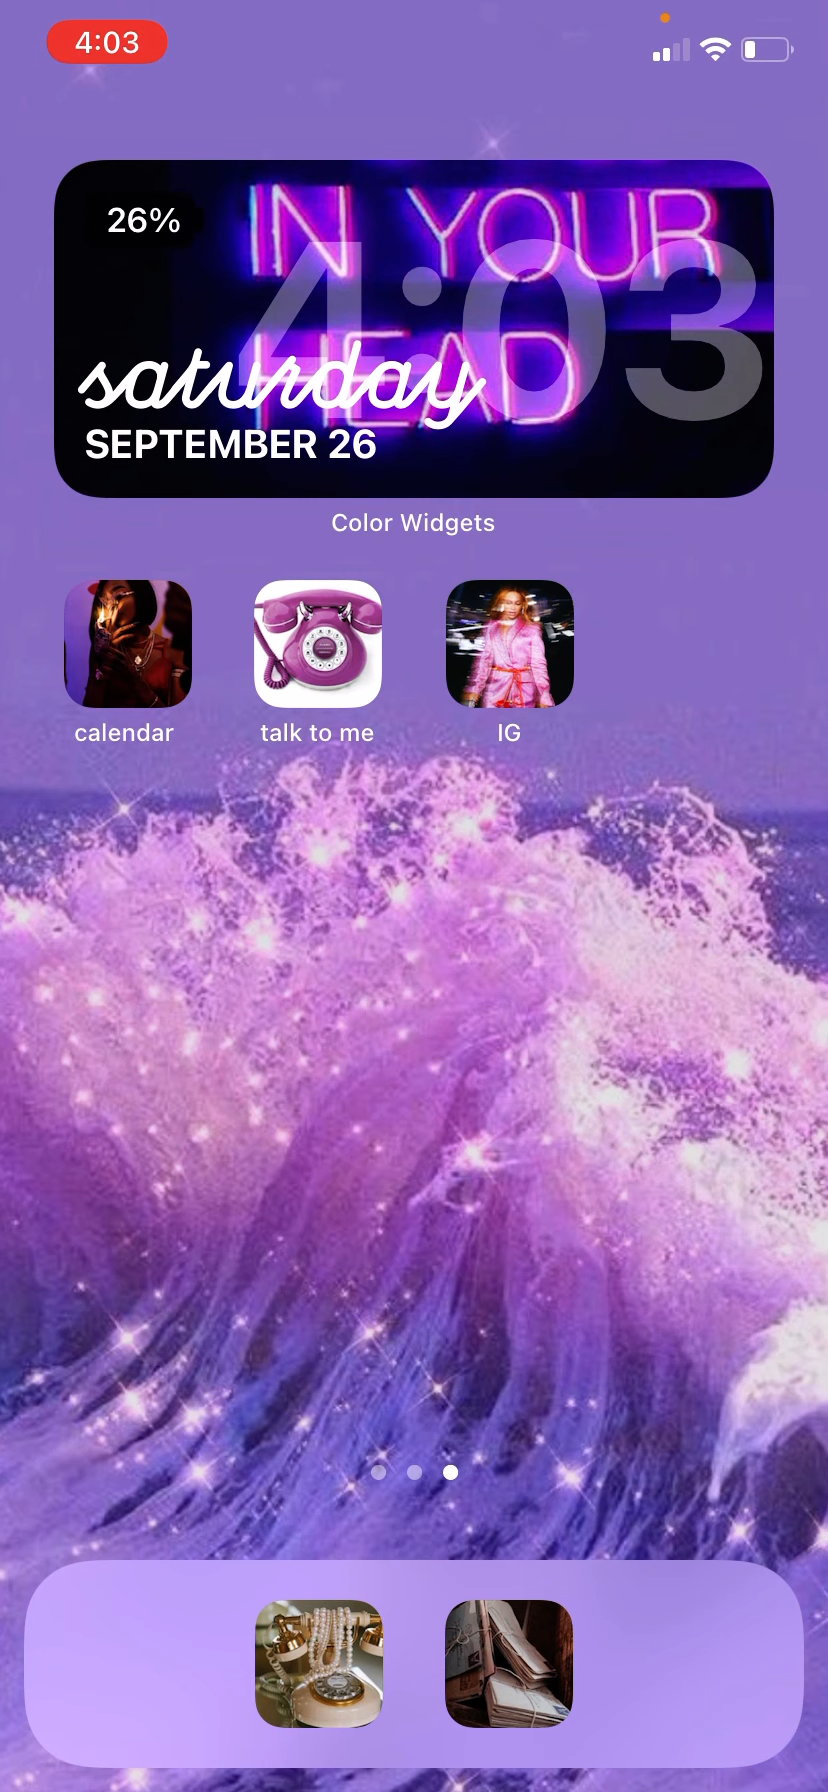 4:03
26%
IN YOUR
4:03
HEAD
saturday
SEPTEMBER 26
Color Widgets
calendar
talk to me
IG